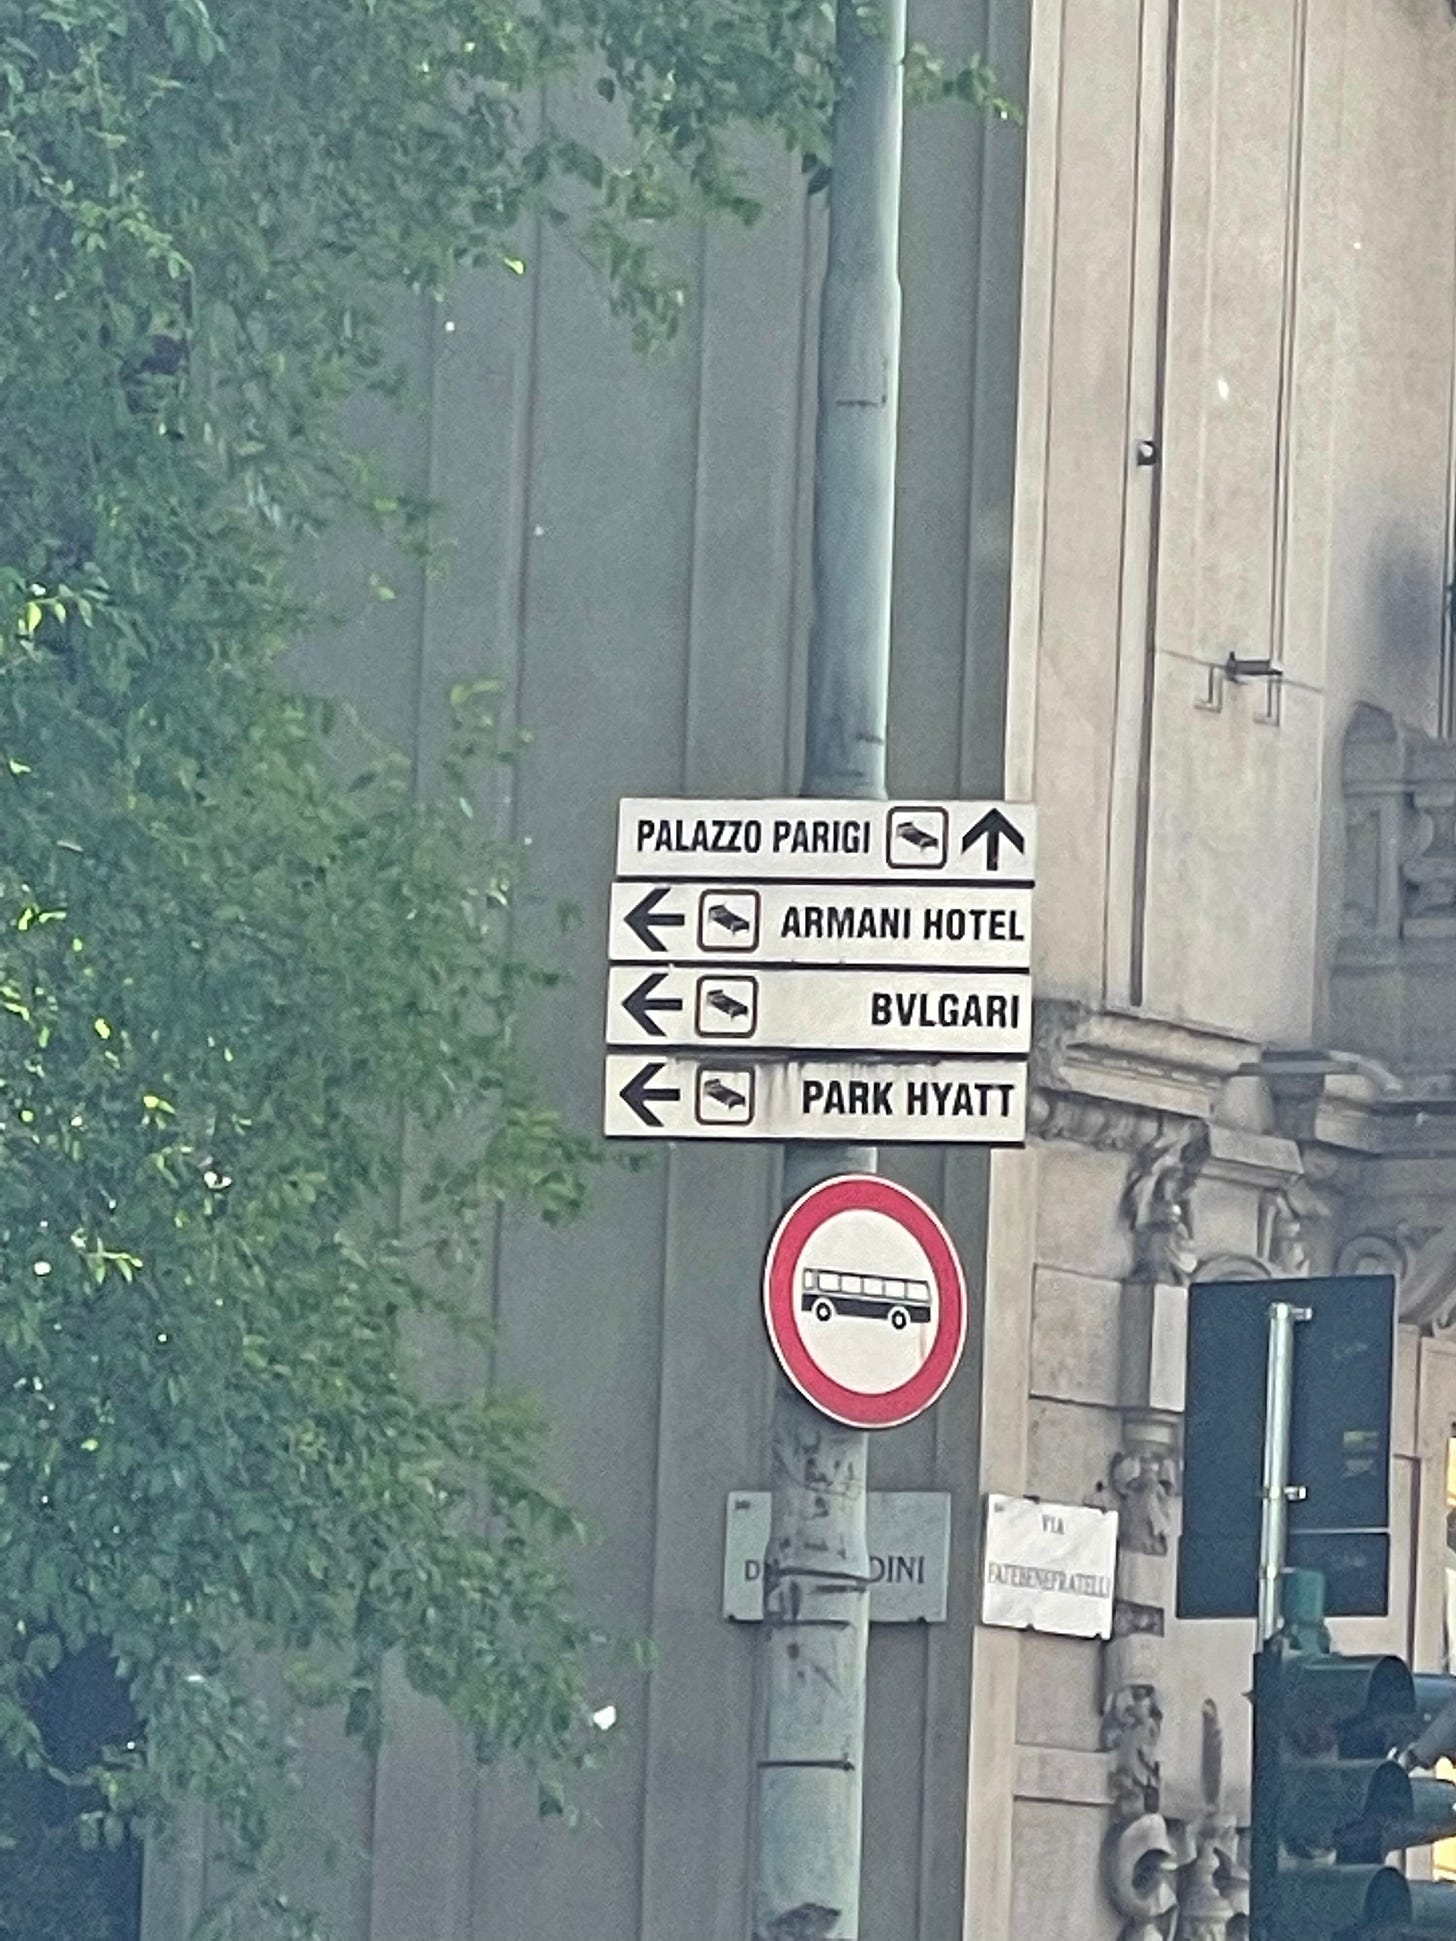 PALAZZO PARIGI
ARMANI HOTEL
BVLGARI
PARK HYATT
VIA
FATEBENEFRATELLI